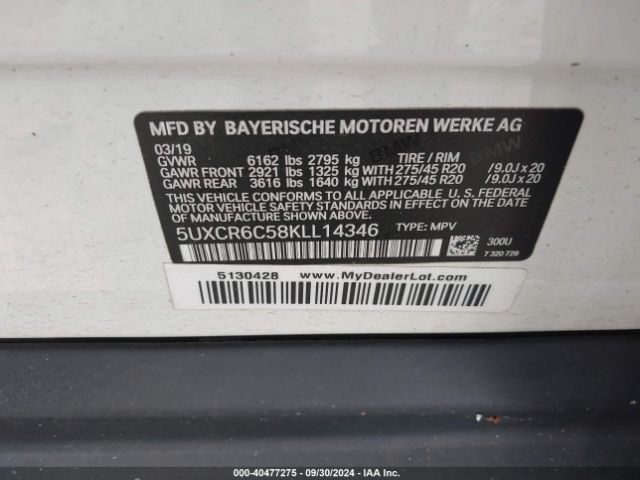 MFD BY BAYERISCHE MOTOREN WERKE AG
03/19
GVWR 6162 lbs 2795 kg TIRE / RIM
GAWR FRONT 2921 lbs 1325 kg WITH 275/45 R20 /9.0J x 20
GAWR REAR 3616 lbs 1640 kg WITH 275/45 R20 /9.0J x 20
THIS VEHICLE CONFORMS TO ALL APPLICABLE U. S. FEDERAL
MOTOR VEHICLE SAFETY, BUMPER, AND THEFT PREVENTION
STANDARDS IN EFFECT ON THE DATE OF MANUFACTURE SHOWN ABOVE.
5UXCR6C58KLL14346 TYPE: MPV
300U
7 320 729
5130428 www.MyDealerLot.com
000-40477275 - 09/30/2024 - IAA Inc.